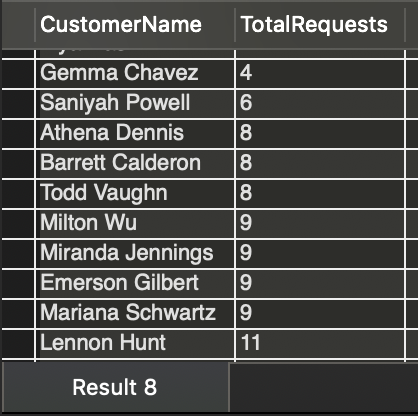 CustomerName TotalRequests
Gemma Chavez 4
Saniyah Powell 6
Athena Dennis 8
Barrett Calderon 8
Todd Vaughn 8
Milton Wu 9
Miranda Jennings 9
Emerson Gilbert 9
Mariana Schwartz 9
Lennon Hunt 11
Result 8